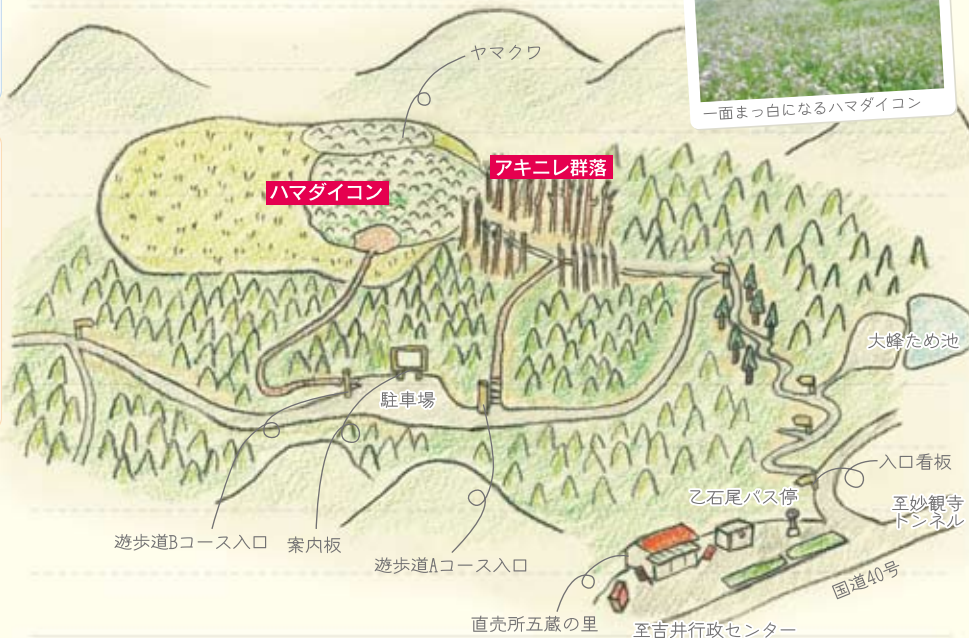 ヤマクワ
一面まっ白になるハマダイコン
アキニレ群落
ハマダイコン
大蜂ため池
駐車場
入口看板
乙石尾バス停
至妙観寺
トンネル
遊歩道Bコース入口
案内板
遊歩道Aコース入口
国道40号
直売所五蔵の里
至吉井行政センター